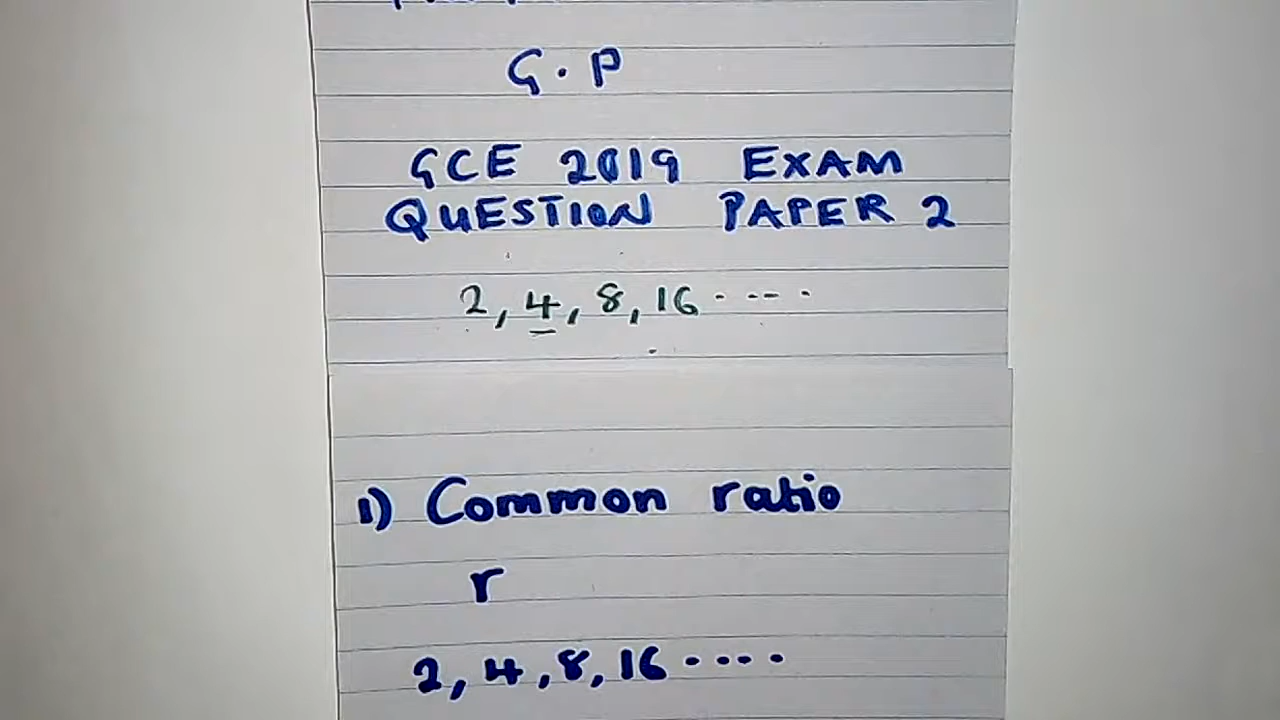 G.P
GCE 2019 EXAM
QUESTION PAPER 2
2, 4, 8, 16 ----
1) Common ratio
r
2, 4, 8, 16 ....